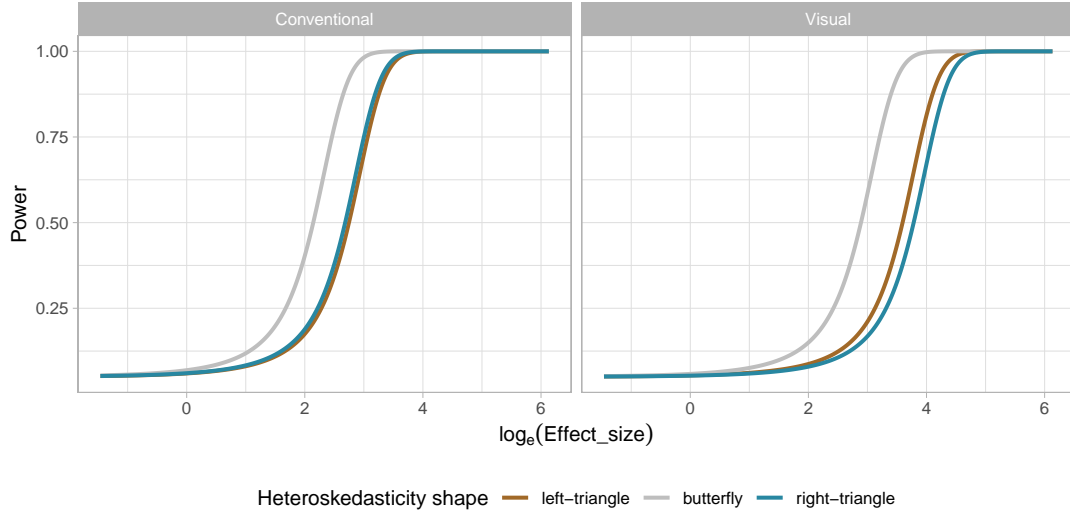 Conventional Visual
1.00
0.75
0.50
0.25
Power
0 2 4 6 0 2 4 6
logₑ(Effect_size)
Heteroskedasticity shape left−triangle butterfly right−triangle